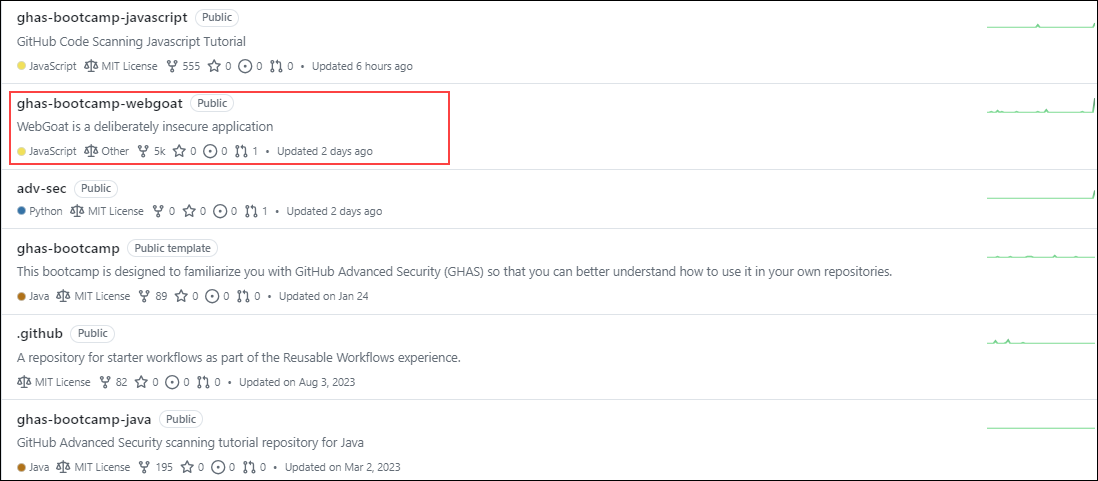 ghas-bootcamp-javascript Public
GitHub Code Scanning Javascript Tutorial
JavaScript MIT License 555 0 0 0 • Updated 6 hours ago
ghas-bootcamp-webgoat Public
WebGoat is a deliberately insecure application
JavaScript Other 5k 0 0 1 • Updated 2 days ago
adv-sec Public
Python MIT License 0 0 0 1 • Updated 2 days ago
ghas-bootcamp Public template
This bootcamp is designed to familiarize you with GitHub Advanced Security (GHAS) so that you can better understand how to use it in your own repositories.
Java MIT License 89 0 0 0 • Updated on Jan 24
.github Public
A repository for starter workflows as part of the Reusable Workflows experience.
MIT License 82 0 0 0 • Updated on Aug 3, 2023
ghas-bootcamp-java Public
GitHub Advanced Security scanning tutorial repository for Java
Java MIT License 195 0 0 0 • Updated on Mar 2, 2023